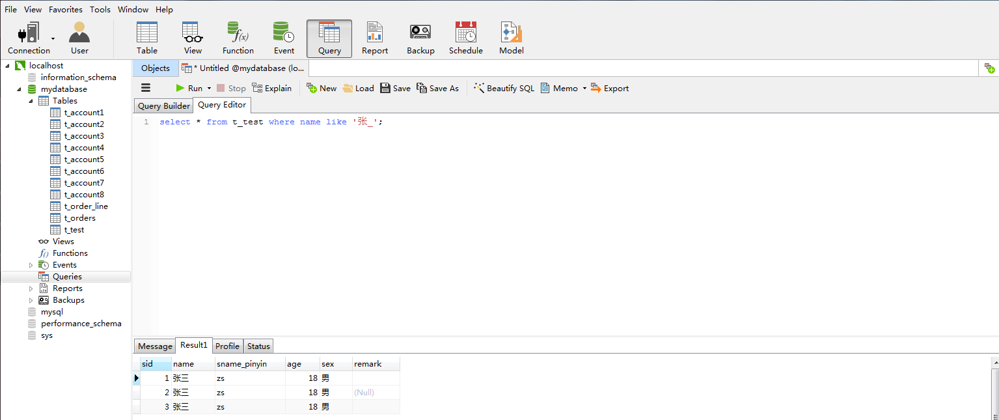 File View Favorites Tools Window Help
Connection User Table View Function Event Query Report Backup Schedule Model
localhost
information_schema
mydatabase
Tables
t_account1
t_account2
t_account3
t_account4
t_account5
t_account6
t_account7
t_account8
t_order_line
t_orders
t_test
Views
Functions
Events
Queries
Reports
Backups
mysql
performance_schema
sys
Objects * Untitled @mydatabase (lo...
Run Stop Explain New Load Save Save As Beautify SQL Memo Export
Query Builder Query Editor
1 select * from t_test where name like '张_';
Message Result1 Profile Status
sid name sname_pinyin age sex remark
1 张三 zs 18 男
2 张三 zs 18 男 (Null)
3 张三 zs 18 男